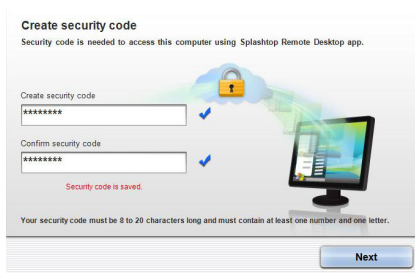 Create security code
Security code is needed to access this computer using Splashtop Remote Desktop app.
Create security code
********
Confirm security code
********
Security code is saved.
Your security code must be 8 to 20 characters long and must contain at least one number and one letter.
Next